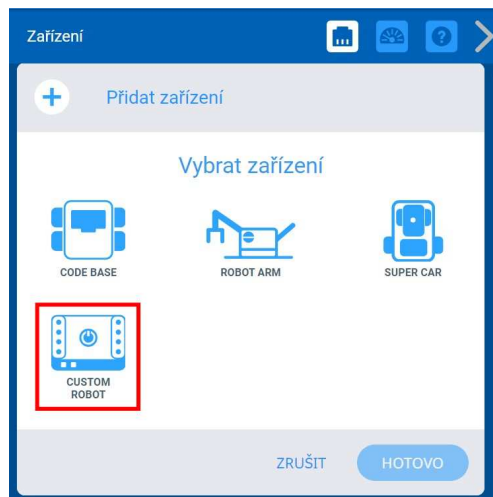 Zařízení
Přidat zařízení
Vybrat zařízení
CODE BASE
ROBOT ARM
SUPER CAR
CUSTOM
ROBOT
ZRUŠIT
HOTOVO